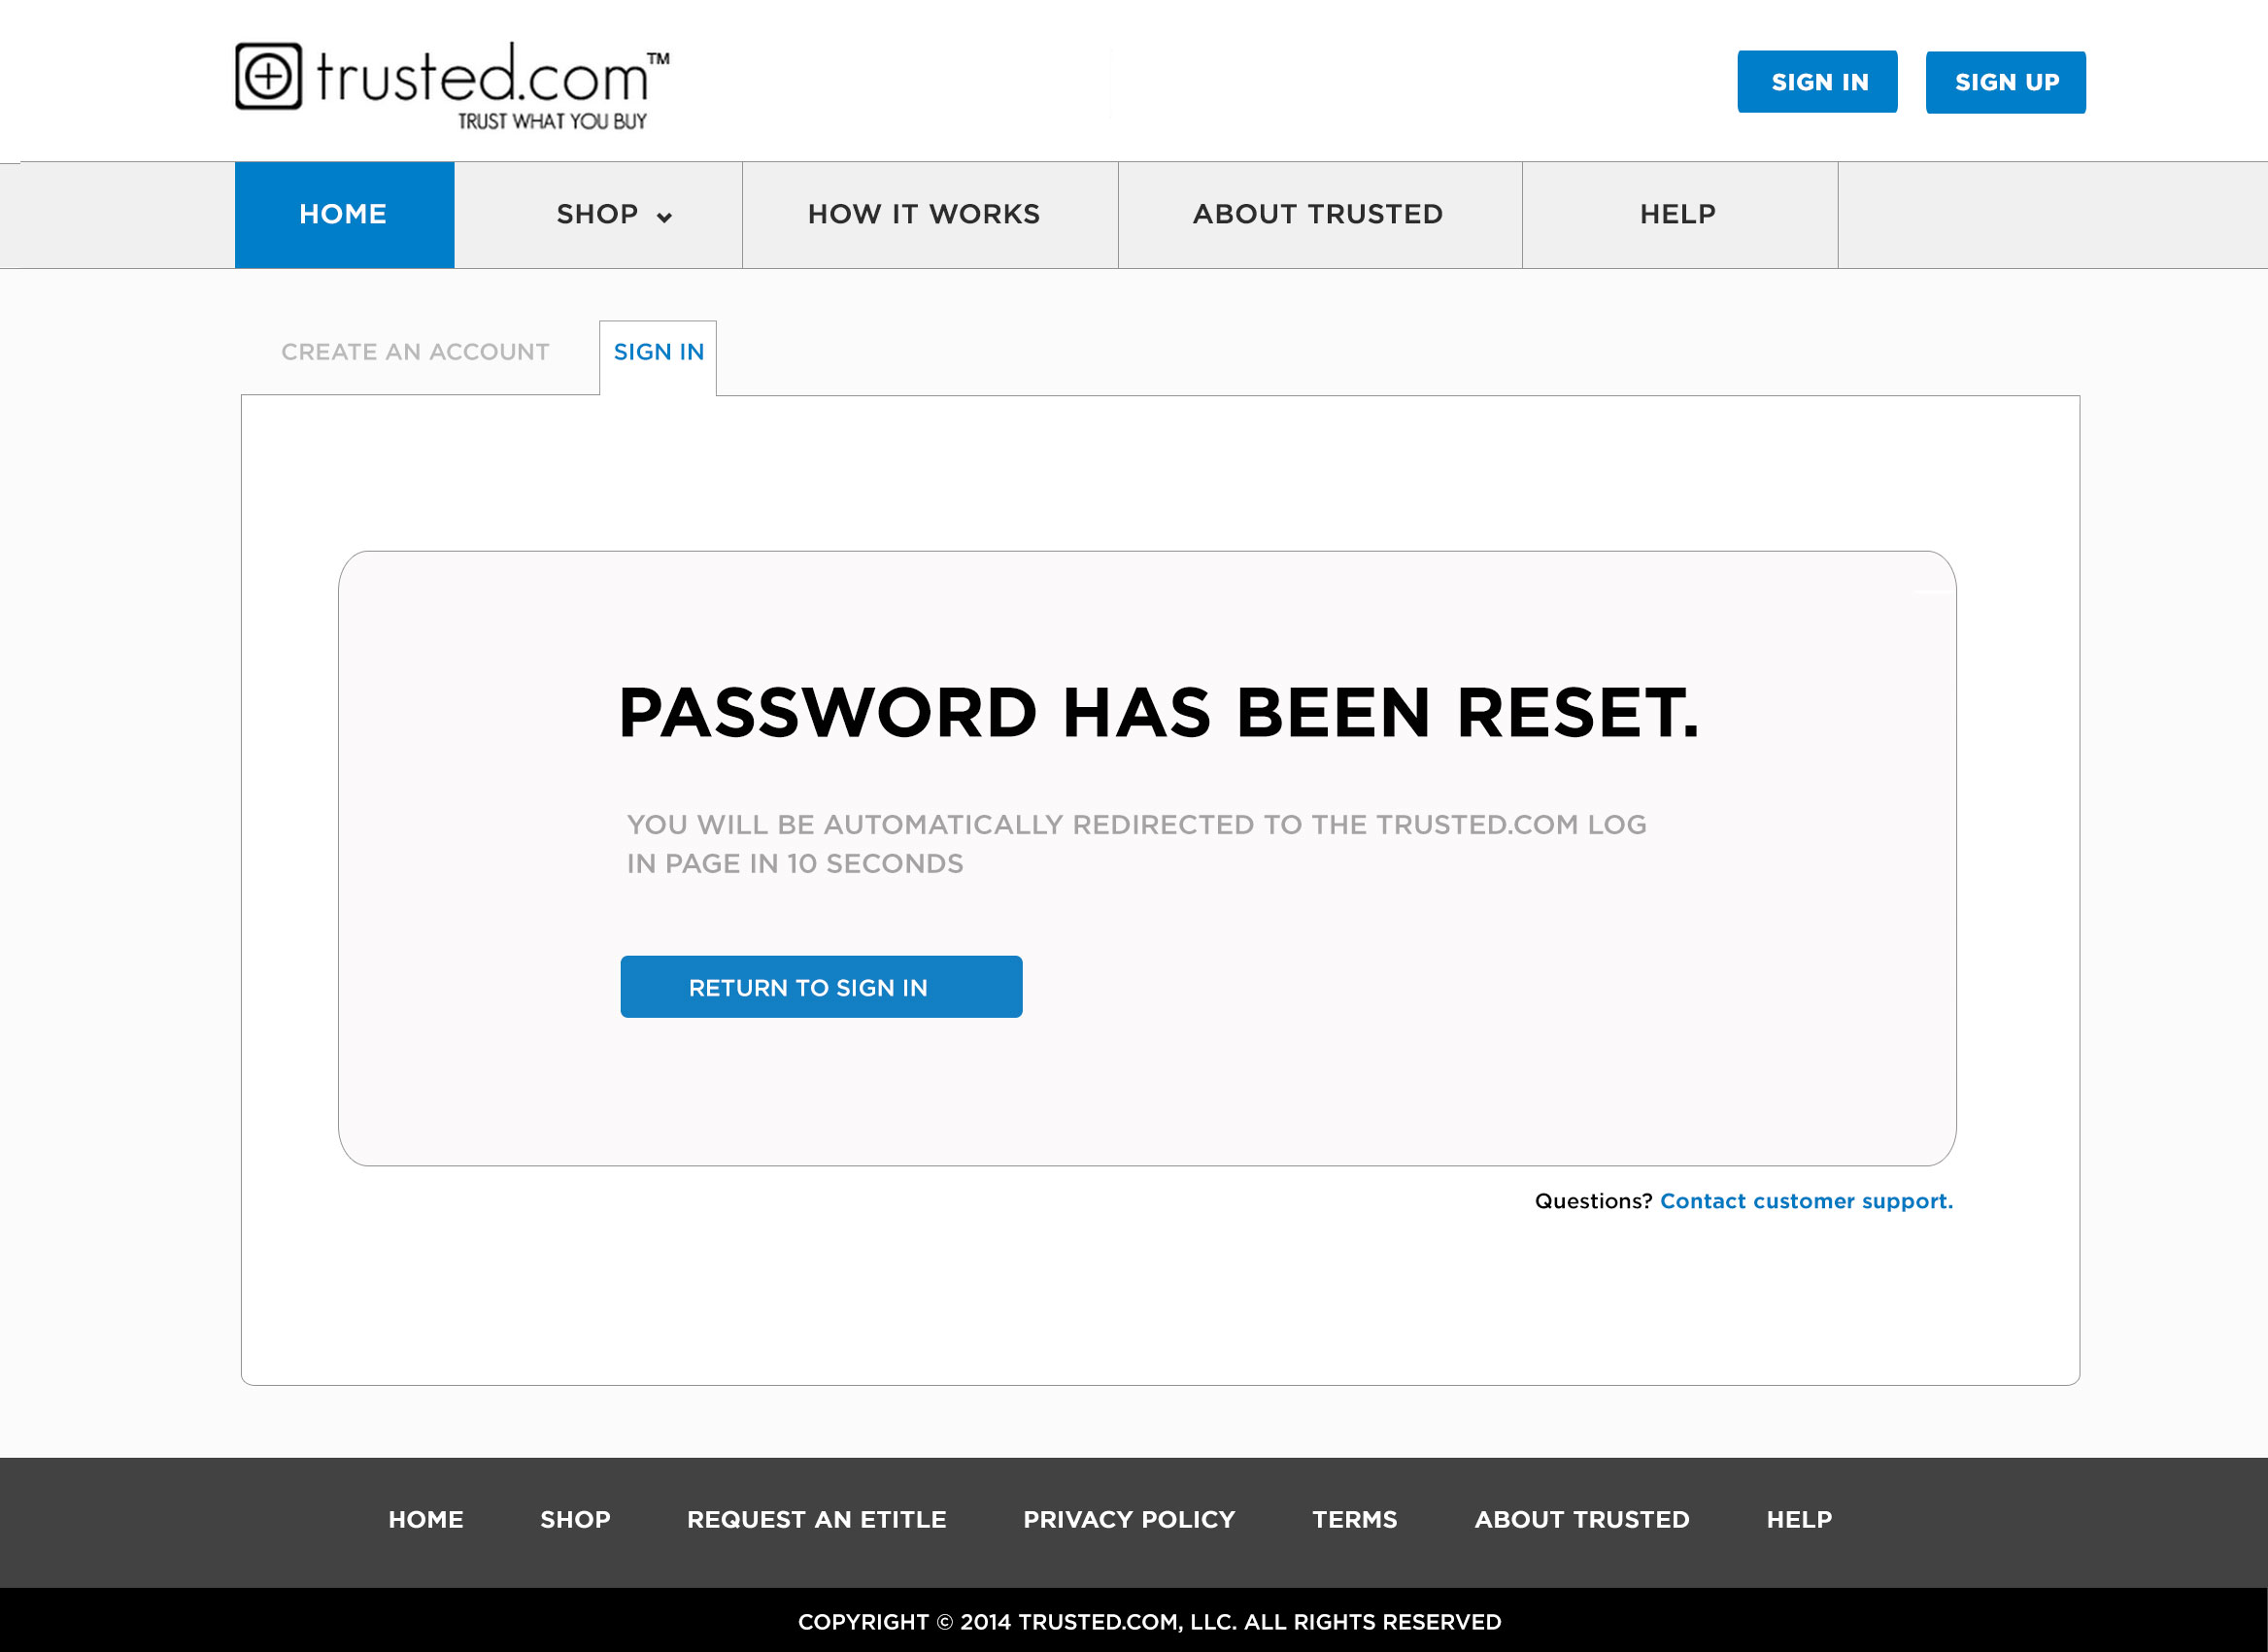 trusted.com™
TRUST WHAT YOU BUY
SIGN IN
SIGN UP
HOME
SHOP
HOW IT WORKS
ABOUT TRUSTED
HELP
CREATE AN ACCOUNT
SIGN IN
PASSWORD HAS BEEN RESET.
YOU WILL BE AUTOMATICALLY REDIRECTED TO THE TRUSTED.COM LOG
IN PAGE IN 10 SECONDS
RETURN TO SIGN IN
Questions? Contact customer support.
HOME
SHOP
REQUEST AN ETITLE
PRIVACY POLICY
TERMS
ABOUT TRUSTED
HELP
COPYRIGHT © 2014 TRUSTED.COM, LLC. ALL RIGHTS RESERVED